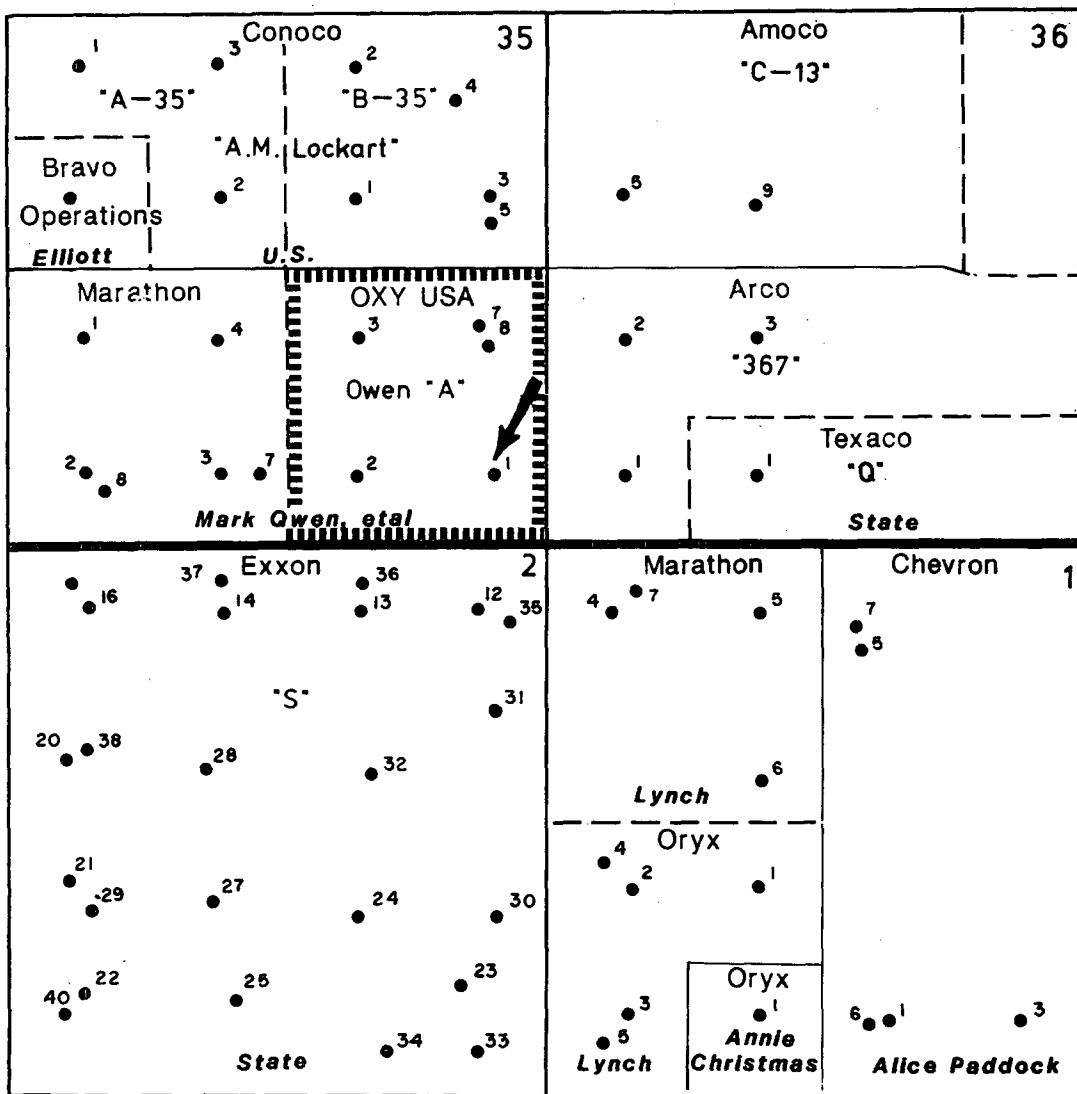 Conoco 35
1 3 2
4
"A-35" "B-35"
"A.M. Lockart"
Bravo
2 1 3
Operations 5
Elliott U.S.
Amoco 36
"C-13"
5 9
Marathon
1 4
2 8 3 7
OXY USA
3 7
8
Owen "A"
2 1
Mark Qwen, etal
Arco
2 3
"367"
Texaco
1 1 "Q"
State
Exxon 2
37 36
16 14 13 12 35
"S"
31
20 38 28 32
21
29 27 24 30
22 25 23
40
34 33
State
Marathon
4 7 5
6
Lynch
Oryx
4
2 1
Oryx
3 1
5 Annie
Lynch Christmas
Chevron 1
7
5
6 1 3
Alice Paddock